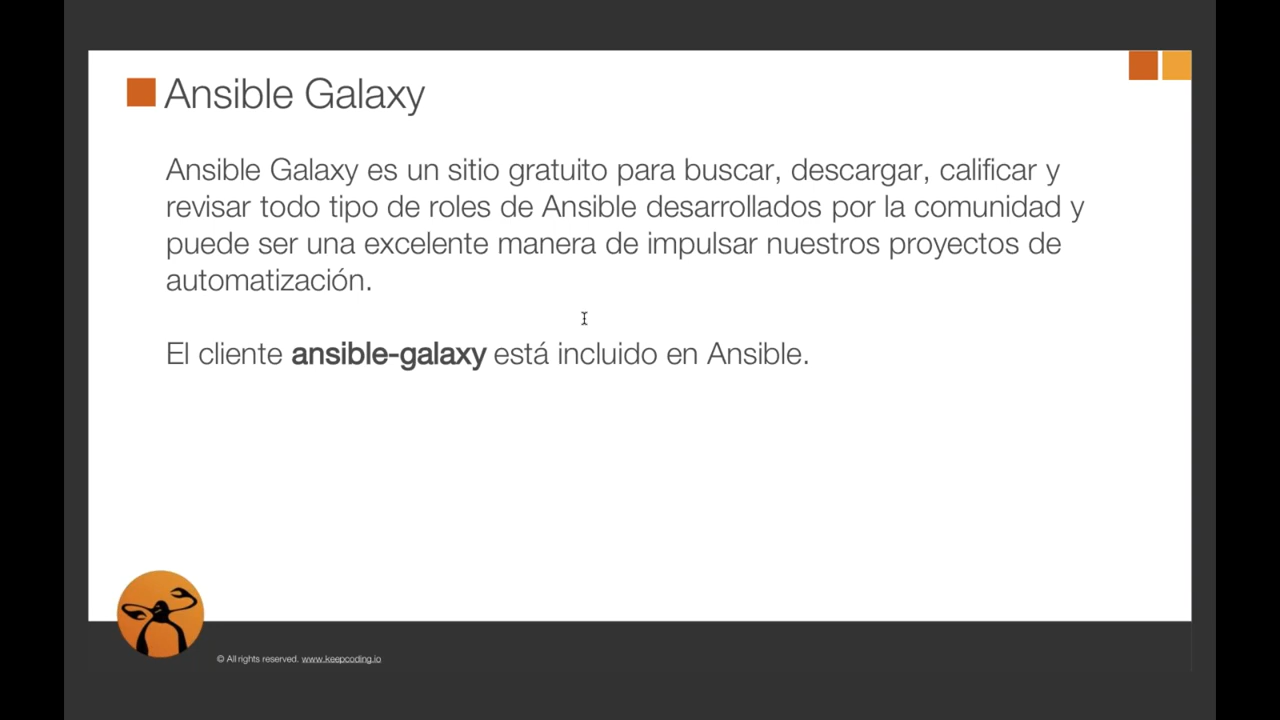 Ansible Galaxy
Ansible Galaxy es un sitio gratuito para buscar, descargar, calificar y
revisar todo tipo de roles de Ansible desarrollados por la comunidad y
puede ser una excelente manera de impulsar nuestros proyectos de
automatización.
El cliente ansible-galaxy está incluido en Ansible.
© All rights reserved. www.keepcoding.io